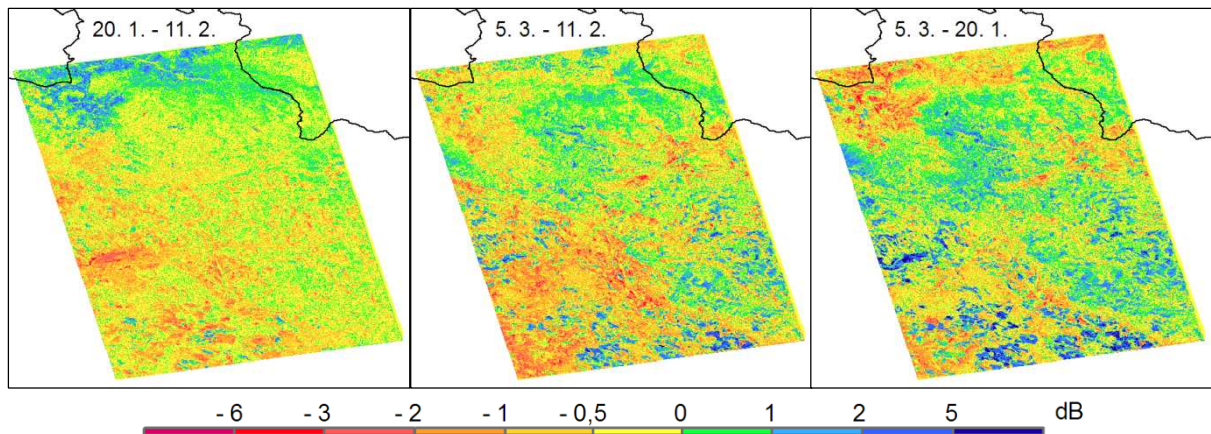 20. 1. - 11. 2.
5. 3. - 11. 2.
5. 3. - 20. 1.
- 6 - 3 - 2 - 1 - 0,5 0 1 2 5 dB